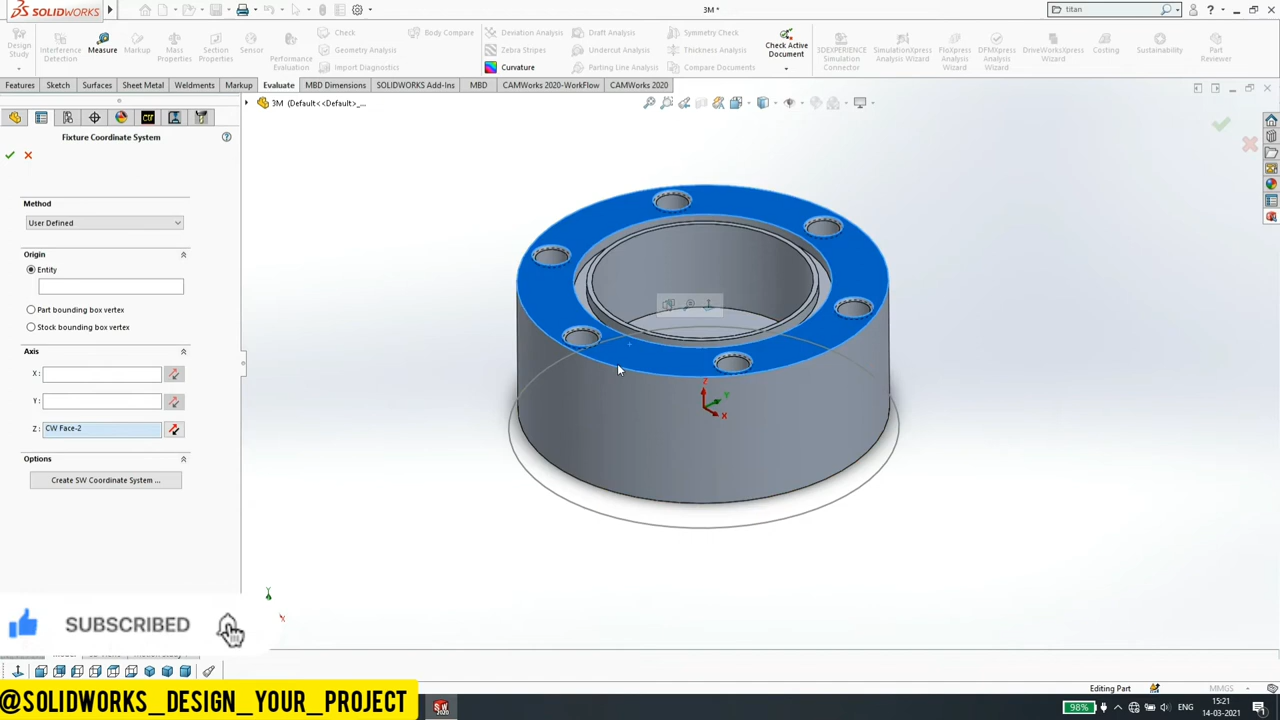 SOLIDWORKS
3M *
titan
Design Study
Interference Detection...
Measure
Markup
Mass Properties
Section Properties
Sensor
Performance Evaluation
Check
Geometry Analysis
Import Diagnostics
Body Compare
Deviation Analysis
Zebra Stripes
Curvature
Draft Analysis
Undercut Analysis
Parting Line Analysis
Symmetry Check
Thickness Analysis
Compare Documents
Check Active Document
3DEXPERIENCE Simulation Connector
SimulationXpress Analysis Wizard
FloXpress Analysis Wizard
DFMXpress Analysis Wizard
DriveWorksXpress Wizard
Costing
Sustainability
Part Reviewer
Features
Sketch
Surfaces
Sheet Metal
Weldments
Markup
Evaluate
MBD Dimensions
SOLIDWORKS Add-Ins
MBD
CAMWorks 2020-WorkFlow
CAMWorks 2020
3M (Default<<Default>_...
Fixture Coordinate System
Method
User Defined
Origin
Entity
Part bounding box vertex
Stock bounding box vertex
Axis
X:
Y:
Z: CW Face-2
Options
Create SW Coordinate System ...
Z
Y
X
Y
X
SUBSCRIBED
@SOLIDWORKS_DESIGN_YOUR_PROJECT
Editing Part
MMGS
98%
ENG
15:21
14-03-2021